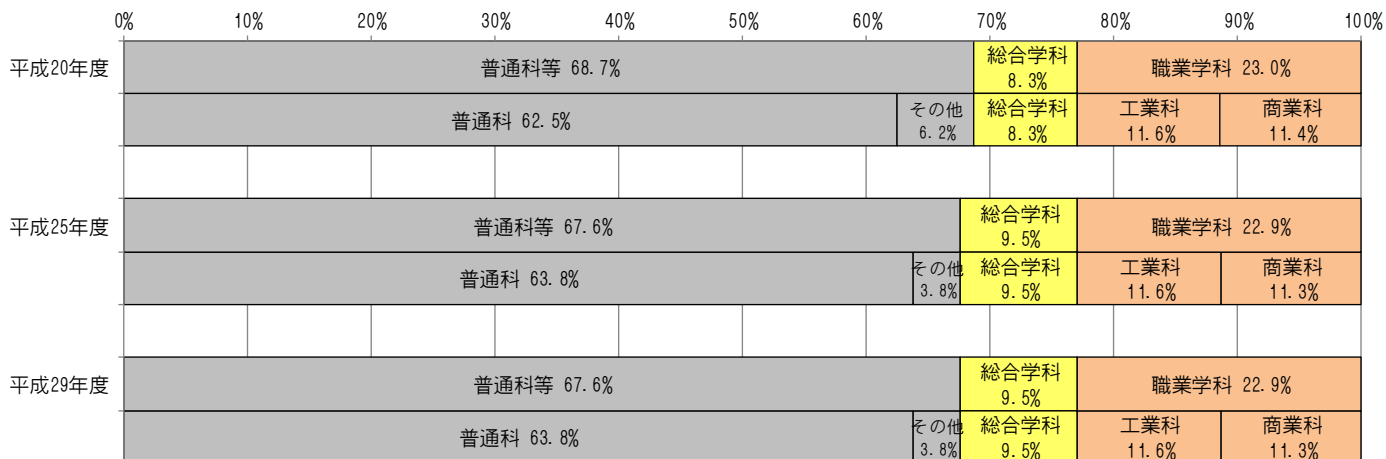 0% 10% 20% 30% 40% 50% 60% 70% 80% 90% 100%
平成20年度
普通科等 68.7%
総合学科
8.3%
職業学科 23.0%
普通科 62.5%
その他
6.2%
総合学科
8.3%
工業科
11.6%
商業科
11.4%
平成25年度
普通科等 67.6%
総合学科
9.5%
職業学科 22.9%
普通科 63.8%
その他
3.8%
総合学科
9.5%
工業科
11.6%
商業科
11.3%
平成29年度
普通科等 67.6%
総合学科
9.5%
職業学科 22.9%
普通科 63.8%
その他
3.8%
総合学科
9.5%
工業科
11.6%
商業科
11.3%